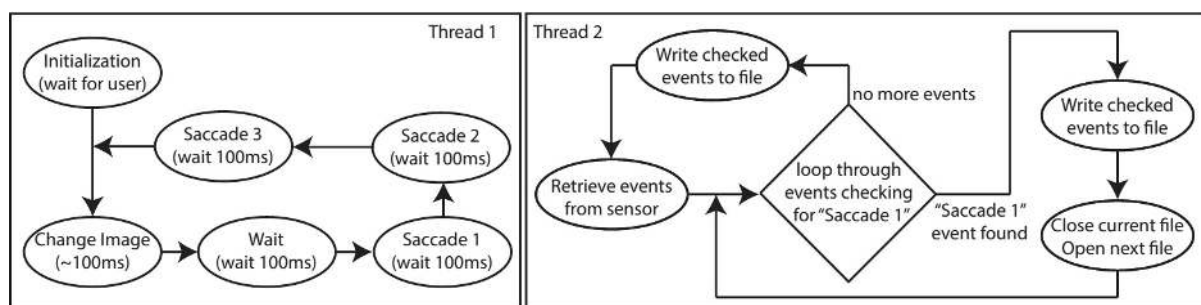 Thread 1
Initialization
(wait for user)
Saccade 3
(wait 100ms)
Saccade 2
(wait 100ms)
Change Image
(~100ms)
Wait
(wait 100ms)
Saccade 1
(wait 100ms)
Thread 2
Write checked
events to file
no more events
Retrieve events
from sensor
loop through
events checking
for "Saccade 1"
"Saccade 1"
event found
Write checked
events to file
Close current file
Open next file